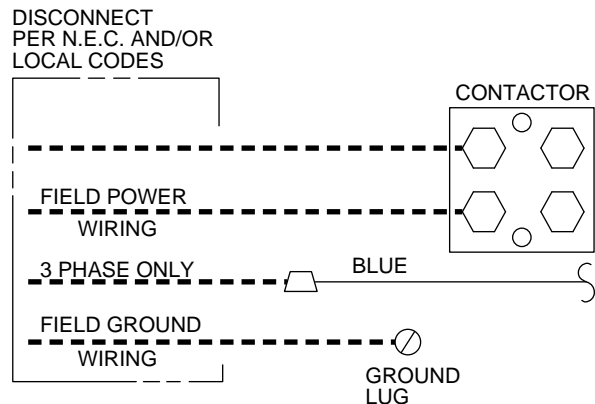 DISCONNECT
PER N.E.C. AND/OR
LOCAL CODES
CONTACTOR
FIELD POWER
WIRING
3 PHASE ONLY
BLUE
FIELD GROUND
WIRING
GROUND
LUG